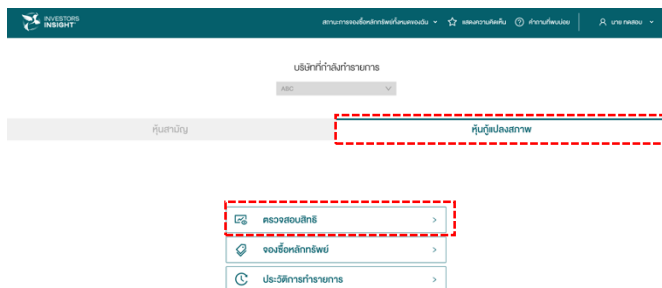 INVESTORS
INSIGHT
สถานะการจองซื้อหลักทรัพย์ทั้งหมดของฉัน
แสดงความคิดเห็น
คำถามที่พบบ่อย
นาย ทดสอบ
บริษัทที่กำลังทำรายการ
ABC
หุ้นสามัญ
หุ้นกู้แปลงสภาพ
ตรวจสอบสิทธิ
จองซื้อหลักทรัพย์
ประวัติการทำรายการ